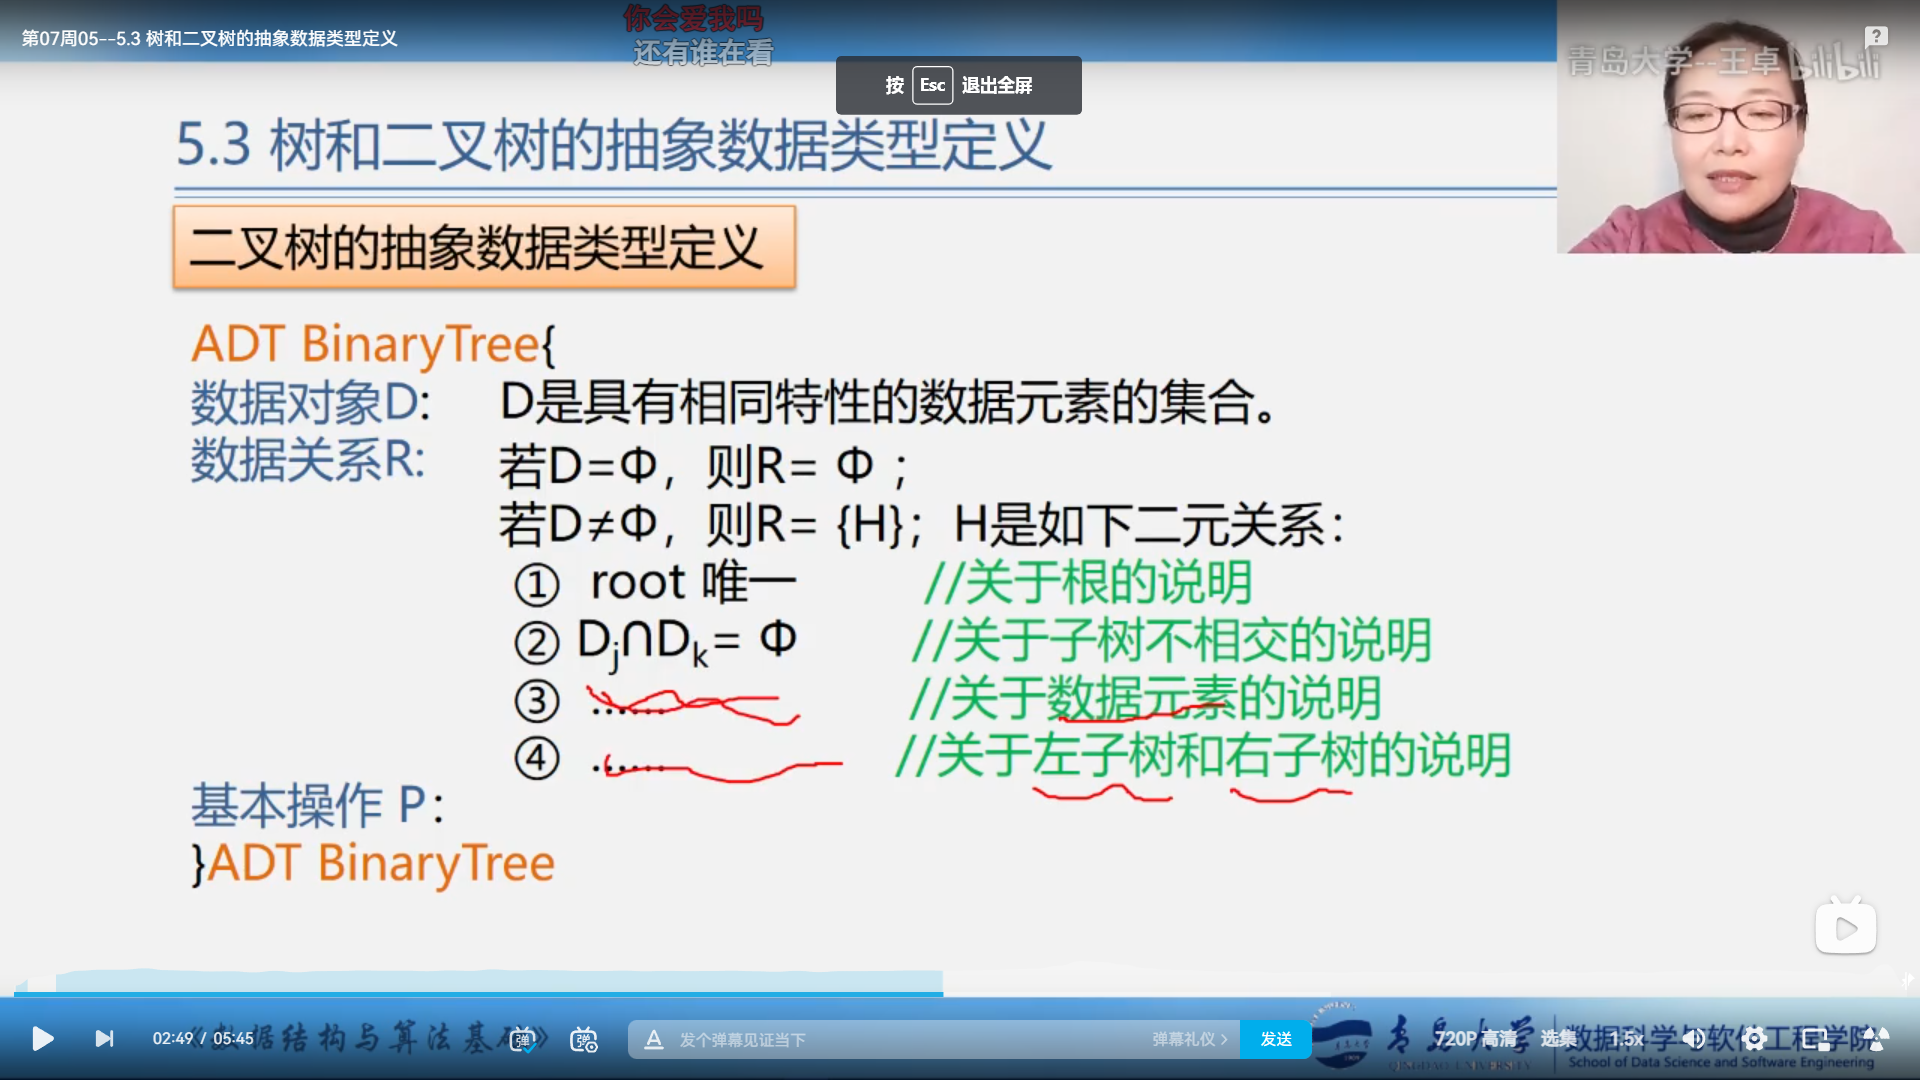 你会爱我吗
第07周05--5.3 树和二叉树的抽象数据类型定义
还有谁在看
青岛大学--王卓 bilibili
按 Esc 退出全屏
5.3 树和二叉树的抽象数据类型定义
二叉树的抽象数据类型定义
ADT BinaryTree{
数据对象D: D是具有相同特性的数据元素的集合。
数据关系R: 若D=Φ，则R= Φ ；
若D≠Φ，则R= {H}；H是如下二元关系：
① root 唯一 //关于根的说明
② Dj∩Dk= Φ //关于子树不相交的说明
③ …… //关于数据元素的说明
④ …… //关于左子树和右子树的说明
基本操作 P：
}ADT BinaryTree
02:49 / 05:45
《数据结构与算法基础》
弹
弹
A 发个弹幕见证当下
弹幕礼仪 >
发送
青岛大学
QINGDAO UNIVERSITY
720P 高清
选集
1.5x
数据科学与软件工程学院
School of Data Science and Software Engineering